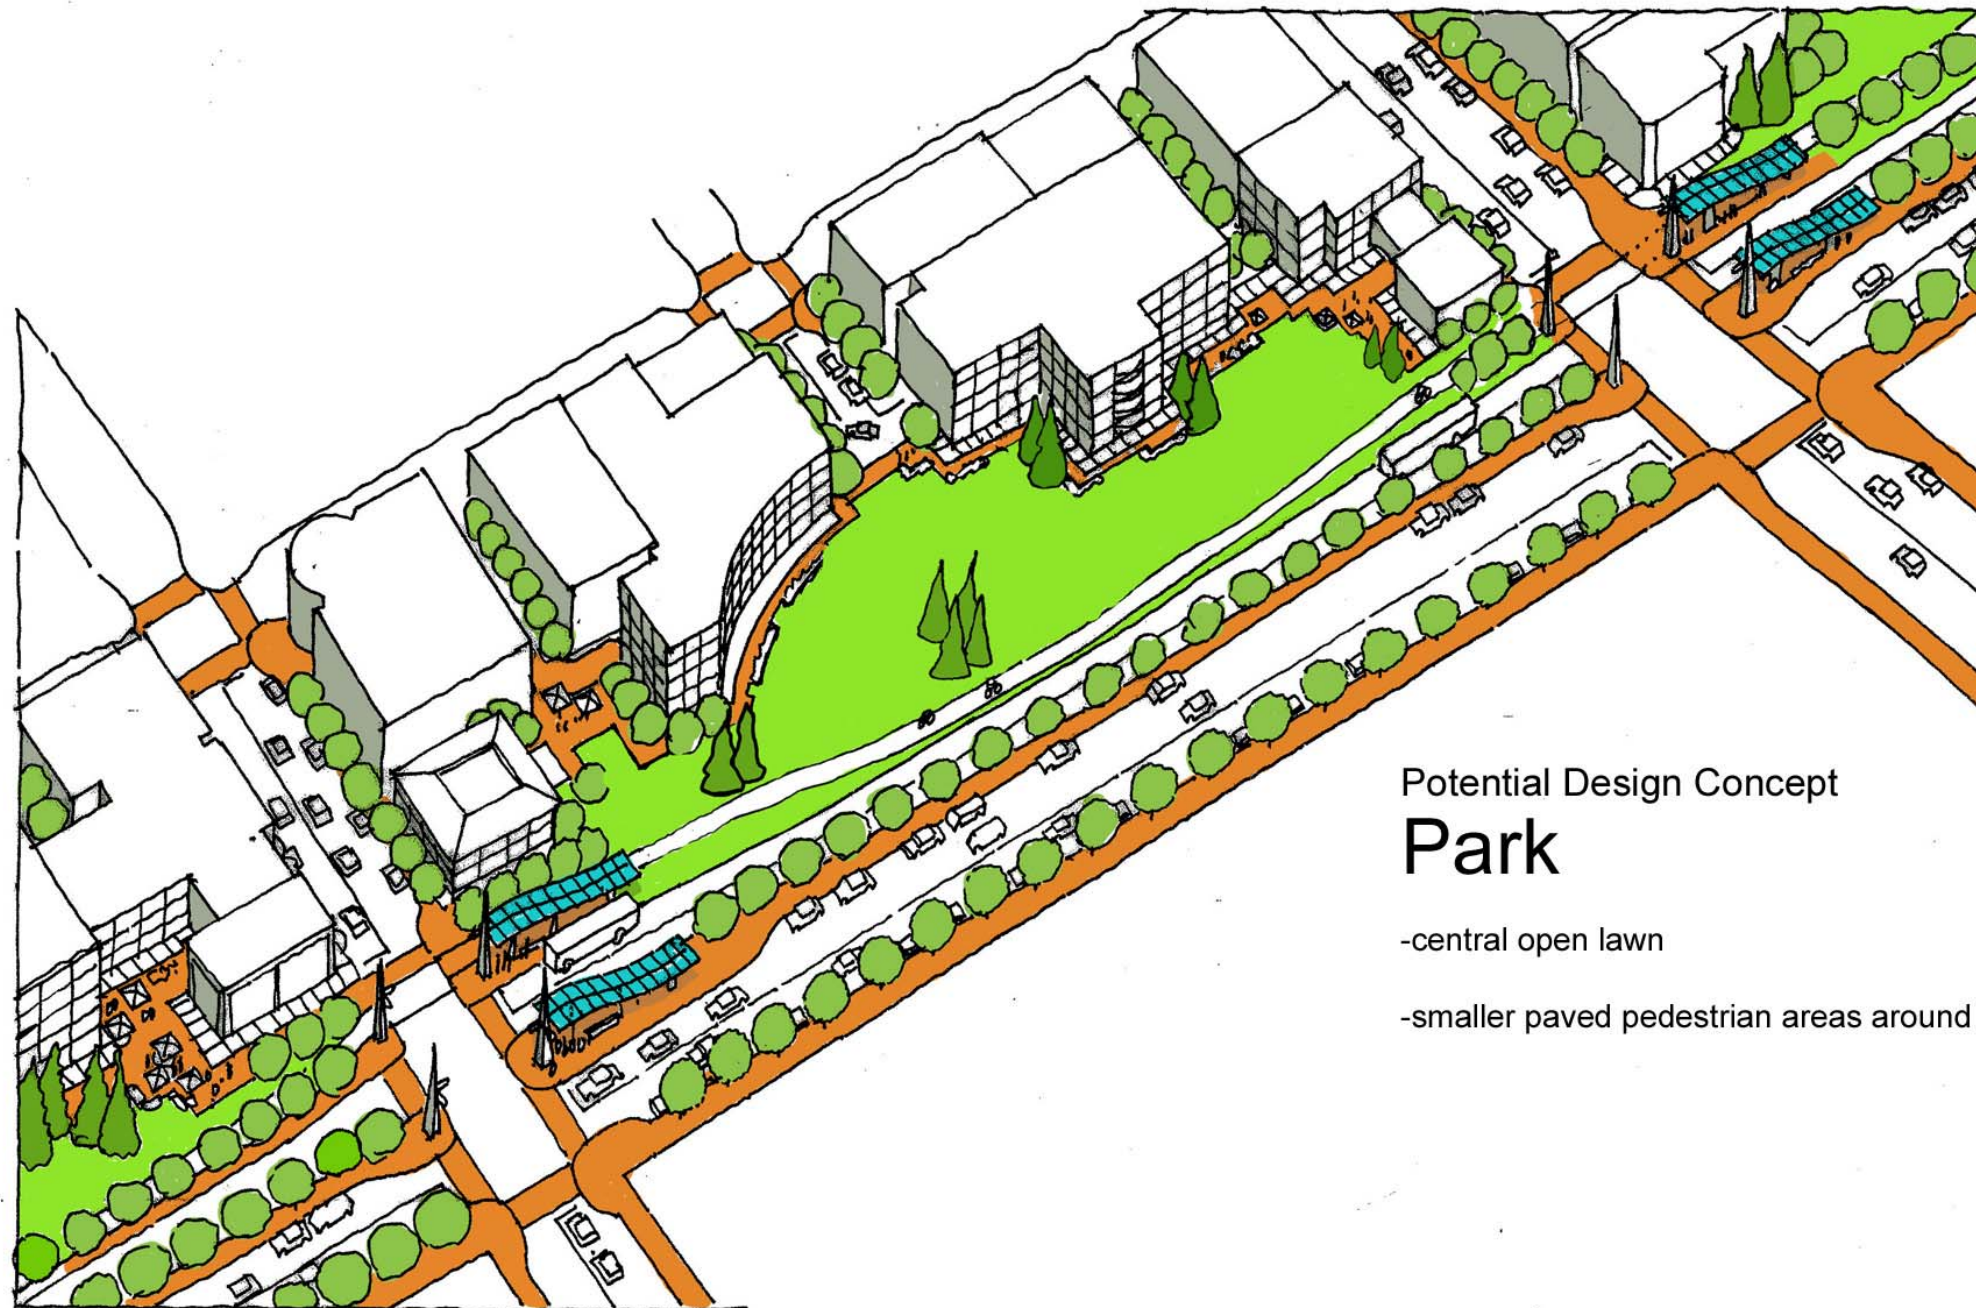 Potential Design Concept
Park
-central open lawn
-smaller paved pedestrian areas around